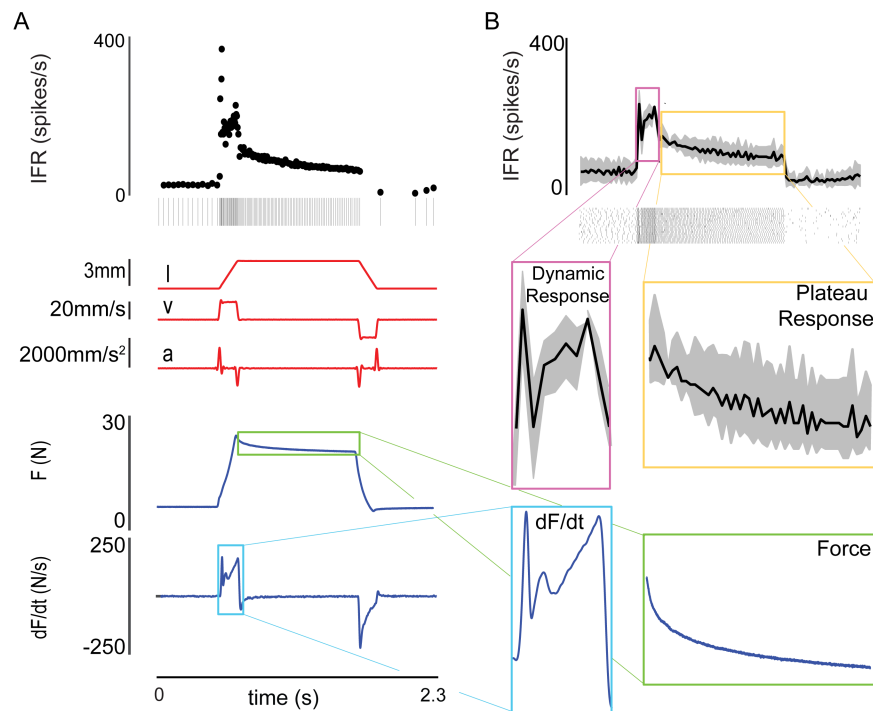 A
400
IFR (spikes/s)
0
3mm
l
20mm/s
v
2000mm/s²
a
30
F (N)
0
250
dF/dt (N/s)
-250
0
time (s)
2.3
B
400
IFR (spikes/s)
0
Dynamic
Response
Plateau
Response
dF/dt
Force